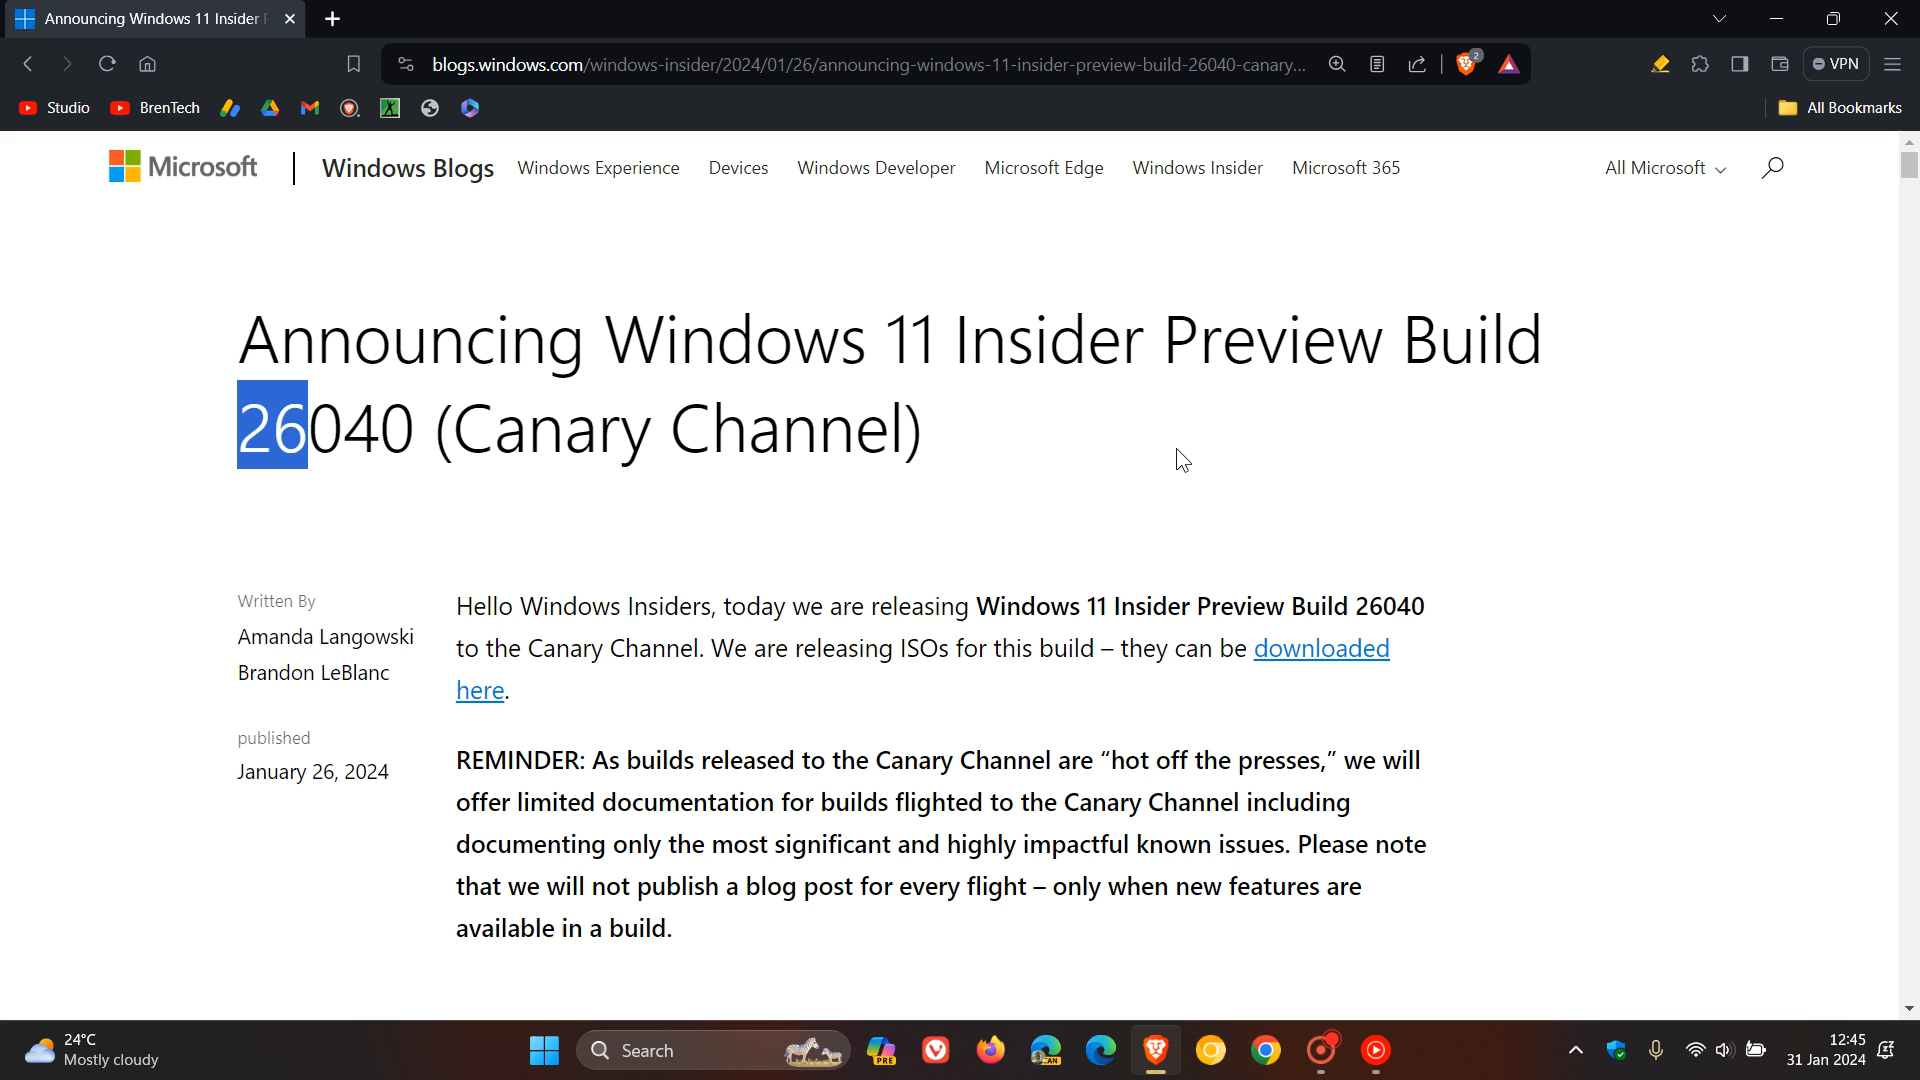 Announcing Windows 11 Insider P
blogs.windows.com/windows-insider/2024/01/26/announcing-windows-11-insider-preview-build-26040-canary...
2
VPN
Studio
BrenTech
All Bookmarks
Microsoft
Windows Blogs
Windows Experience
Devices
Windows Developer
Microsoft Edge
Windows Insider
Microsoft 365
All Microsoft
Announcing Windows 11 Insider Preview Build
26040 (Canary Channel)
Written By
Amanda Langowski
Brandon LeBlanc
published
January 26, 2024
Hello Windows Insiders, today we are releasing Windows 11 Insider Preview Build 26040
to the Canary Channel. We are releasing ISOs for this build – they can be downloaded
here.
REMINDER: As builds released to the Canary Channel are “hot off the presses,” we will
offer limited documentation for builds flighted to the Canary Channel including
documenting only the most significant and highly impactful known issues. Please note
that we will not publish a blog post for every flight – only when new features are
available in a build.
24°C
Mostly cloudy
Search
PRE
CAN
12:45
31 Jan 2024